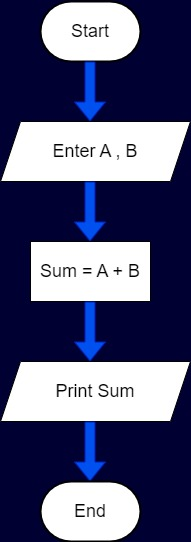 Start
Enter A , B
Sum = A + B
Print Sum
End